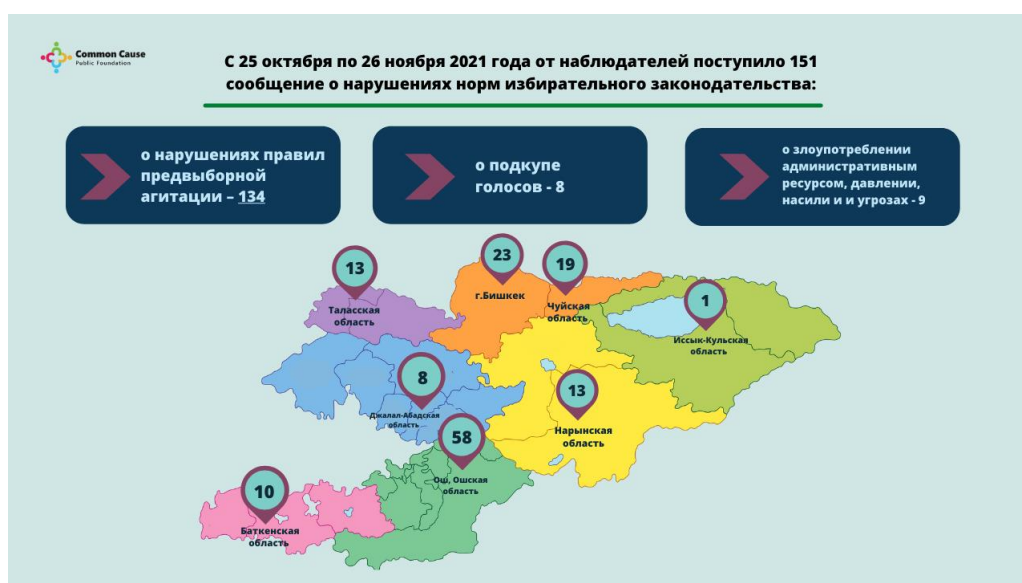 Common Cause
Public Foundation
С 25 октября по 26 ноября 2021 года от наблюдателей поступило 151
сообщение о нарушениях норм избирательного законодательства:
о нарушениях правил
предвыборной
агитации – 134
о подкупе
голосов - 8
о злоупотреблении
административным
ресурсом, давлении,
насили и и угрозах - 9
13
Таласская
область
23
г.Бишкек
19
Чуйская
область
1
Иссык-Кульская
область
8
Джалал-Абадская
область
13
Нарынская
область
58
Ош, Ошская
область
10
Баткенская
область